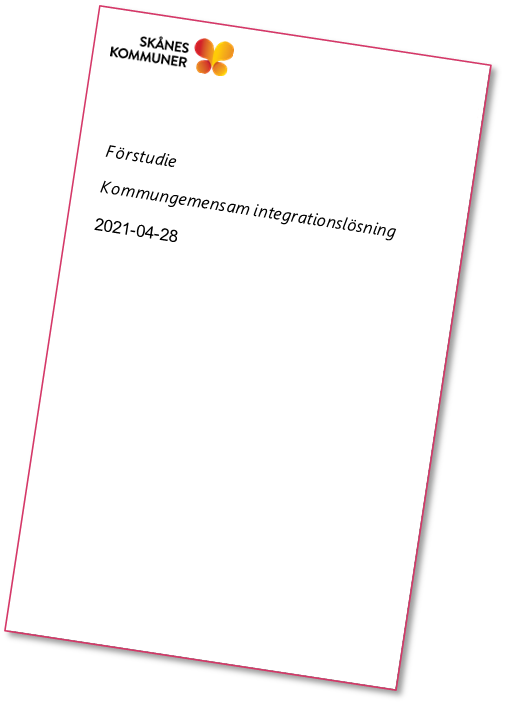 SKÅNES
KOMMUNER
Förstudie
Kommungemensam integrationslösning
2021-04-28